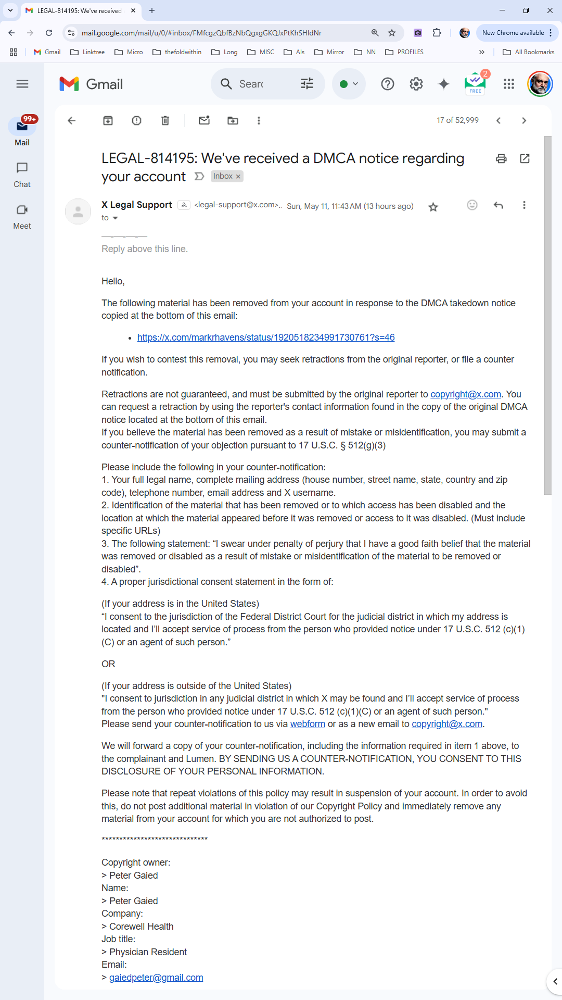 LEGAL-814195: We've received
mail.google.com/mail/u/0/#inbox/FMfcgzQbfBzNbQgxgGKQJxPtKhSHIdNr
New Chrome available
Gmail
Linktree
Micro
thefoldwithin
Long
MISC
AIs
Mirror
NN
PROFILES
»
All Bookmarks
Gmail
Searc
2
FREE
99+
Mail
Chat
Meet
17 of 52,999
LEGAL-814195: We've received a DMCA notice regarding
your account
Inbox ×
X Legal Support <legal-support@x.com>.. Sun, May 11, 11:43 AM (13 hours ago)
to
Reply above this line.
Hello,
The following material has been removed from your account in response to the DMCA takedown notice
copied at the bottom of this email:
• https://x.com/markrhavens/status/1920518234991730761?s=46
If you wish to contest this removal, you may seek retractions from the original reporter, or file a counter
notification.
Retractions are not guaranteed, and must be submitted by the original reporter to copyright@x.com. You
can request a retraction by using the reporter's contact information found in the copy of the original DMCA
notice located at the bottom of this email.
If you believe the material has been removed as a result of mistake or misidentification, you may submit a
counter-notification of your objection pursuant to 17 U.S.C. § 512(g)(3)
Please include the following in your counter-notification:
1. Your full legal name, complete mailing address (house number, street name, state, country and zip
code), telephone number, email address and X username.
2. Identification of the material that has been removed or to which access has been disabled and the
location at which the material appeared before it was removed or access to it was disabled. (Must include
specific URLs)
3. The following statement: “I swear under penalty of perjury that I have a good faith belief that the material
was removed or disabled as a result of mistake or misidentification of the material to be removed or
disabled”.
4. A proper jurisdictional consent statement in the form of:
(If your address is in the United States)
“I consent to the jurisdiction of the Federal District Court for the judicial district in which my address is
located and I’ll accept service of process from the person who provided notice under 17 U.S.C. 512 (c)(1)
(C) or an agent of such person.”
OR
(If your address is outside of the United States)
"I consent to jurisdiction in any judicial district in which X may be found and I’ll accept service of process
from the person who provided notice under 17 U.S.C. 512 (c)(1)(C) or an agent of such person."
Please send your counter-notification to us via webform or as a new email to copyright@x.com.
We will forward a copy of your counter-notification, including the information required in item 1 above, to
the complainant and Lumen. BY SENDING US A COUNTER-NOTIFICATION, YOU CONSENT TO THIS
DISCLOSURE OF YOUR PERSONAL INFORMATION.
Please note that repeat violations of this policy may result in suspension of your account. In order to avoid
this, do not post additional material in violation of our Copyright Policy and immediately remove any
material from your account for which you are not authorized to post.
******************************
Copyright owner:
> Peter Gaied
Name:
> Peter Gaied
Company:
> Corewell Health
Job title:
> Physician Resident
Email:
> gaiedpeter@gmail.com